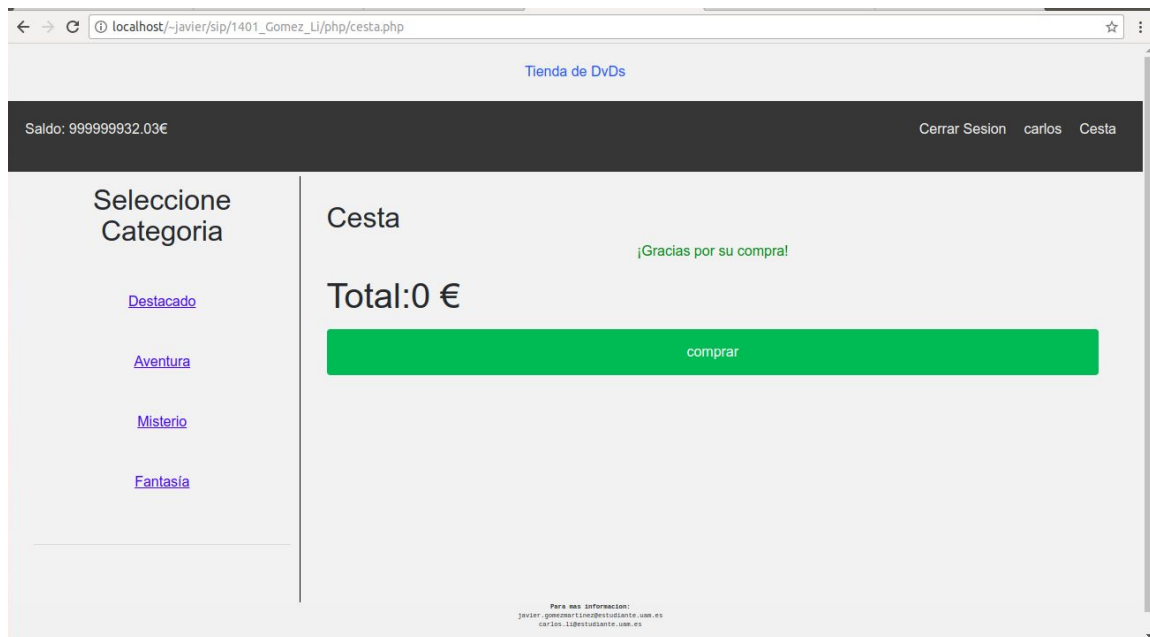 localhost/~javier/sip/1401_Gomez_Li/php/cesta.php
Tienda de DvDs
Saldo: 999999932.03€
Cerrar Sesion carlos Cesta
Seleccione
Categoria
Destacado
Aventura
Misterio
Fantasía
Cesta
¡Gracias por su compra!
Total:0 €
comprar
Para mas informacion:
javier.gomezmartinez@estudiante.uam.es
carlos.li@estudiante.uam.es